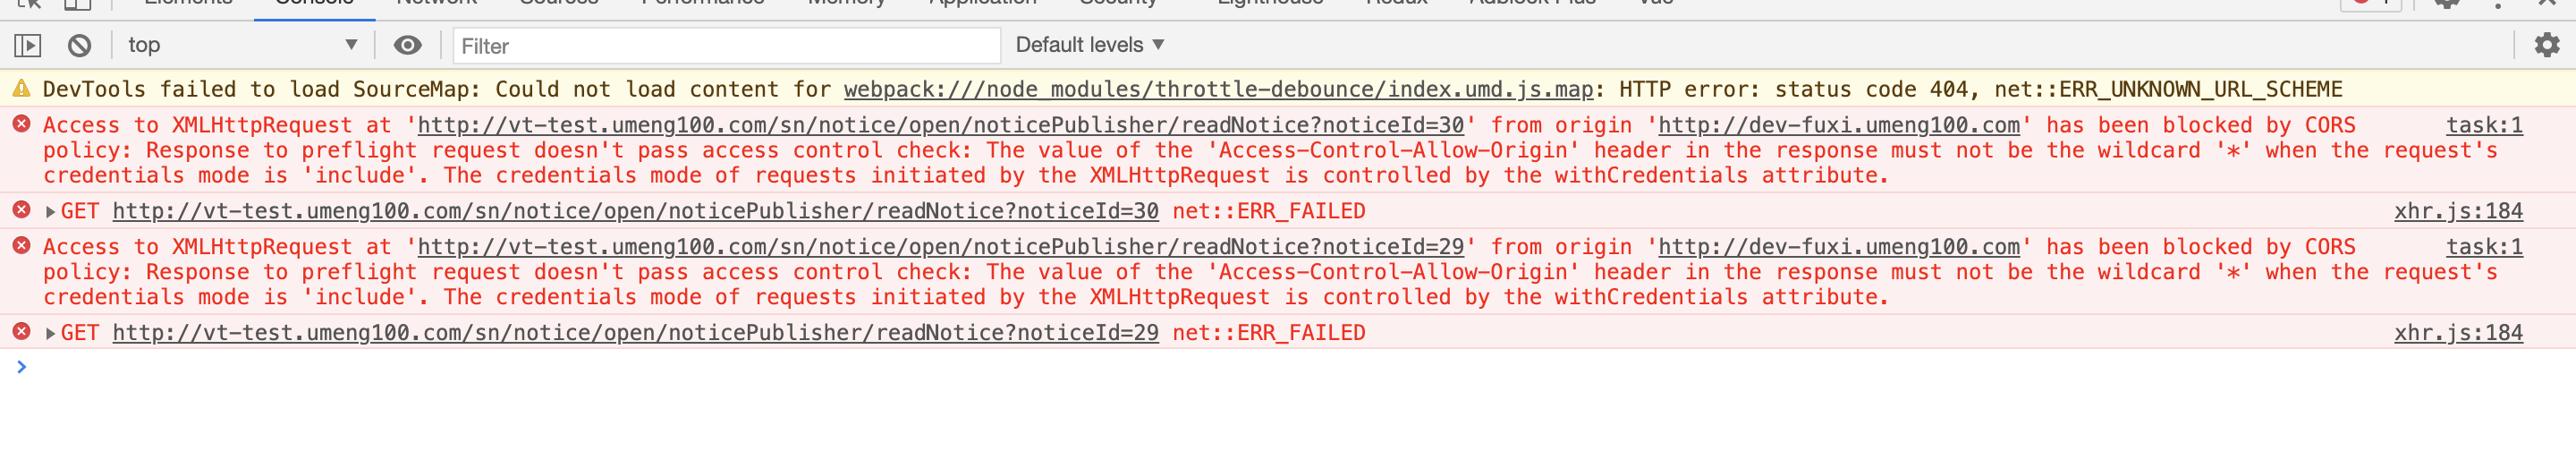 Elements Console Network Sources Performance Memory Application Security Lighthouse Redux Adblock Plus Vue
top Filter Default levels
DevTools failed to load SourceMap: Could not load content for webpack:///node_modules/throttle-debounce/index.umd.js.map: HTTP error: status code 404, net::ERR_UNKNOWN_URL_SCHEME
Access to XMLHttpRequest at 'http://vt-test.umeng100.com/sn/notice/open/noticePublisher/readNotice?noticeId=30' from origin 'http://dev-fuxi.umeng100.com' has been blocked by CORS task:1
policy: Response to preflight request doesn't pass access control check: The value of the 'Access-Control-Allow-Origin' header in the response must not be the wildcard '*' when the request's
credentials mode is 'include'. The credentials mode of requests initiated by the XMLHttpRequest is controlled by the withCredentials attribute.
GET http://vt-test.umeng100.com/sn/notice/open/noticePublisher/readNotice?noticeId=30 net::ERR_FAILED xhr.js:184
Access to XMLHttpRequest at 'http://vt-test.umeng100.com/sn/notice/open/noticePublisher/readNotice?noticeId=29' from origin 'http://dev-fuxi.umeng100.com' has been blocked by CORS task:1
policy: Response to preflight request doesn't pass access control check: The value of the 'Access-Control-Allow-Origin' header in the response must not be the wildcard '*' when the request's
credentials mode is 'include'. The credentials mode of requests initiated by the XMLHttpRequest is controlled by the withCredentials attribute.
GET http://vt-test.umeng100.com/sn/notice/open/noticePublisher/readNotice?noticeId=29 net::ERR_FAILED xhr.js:184